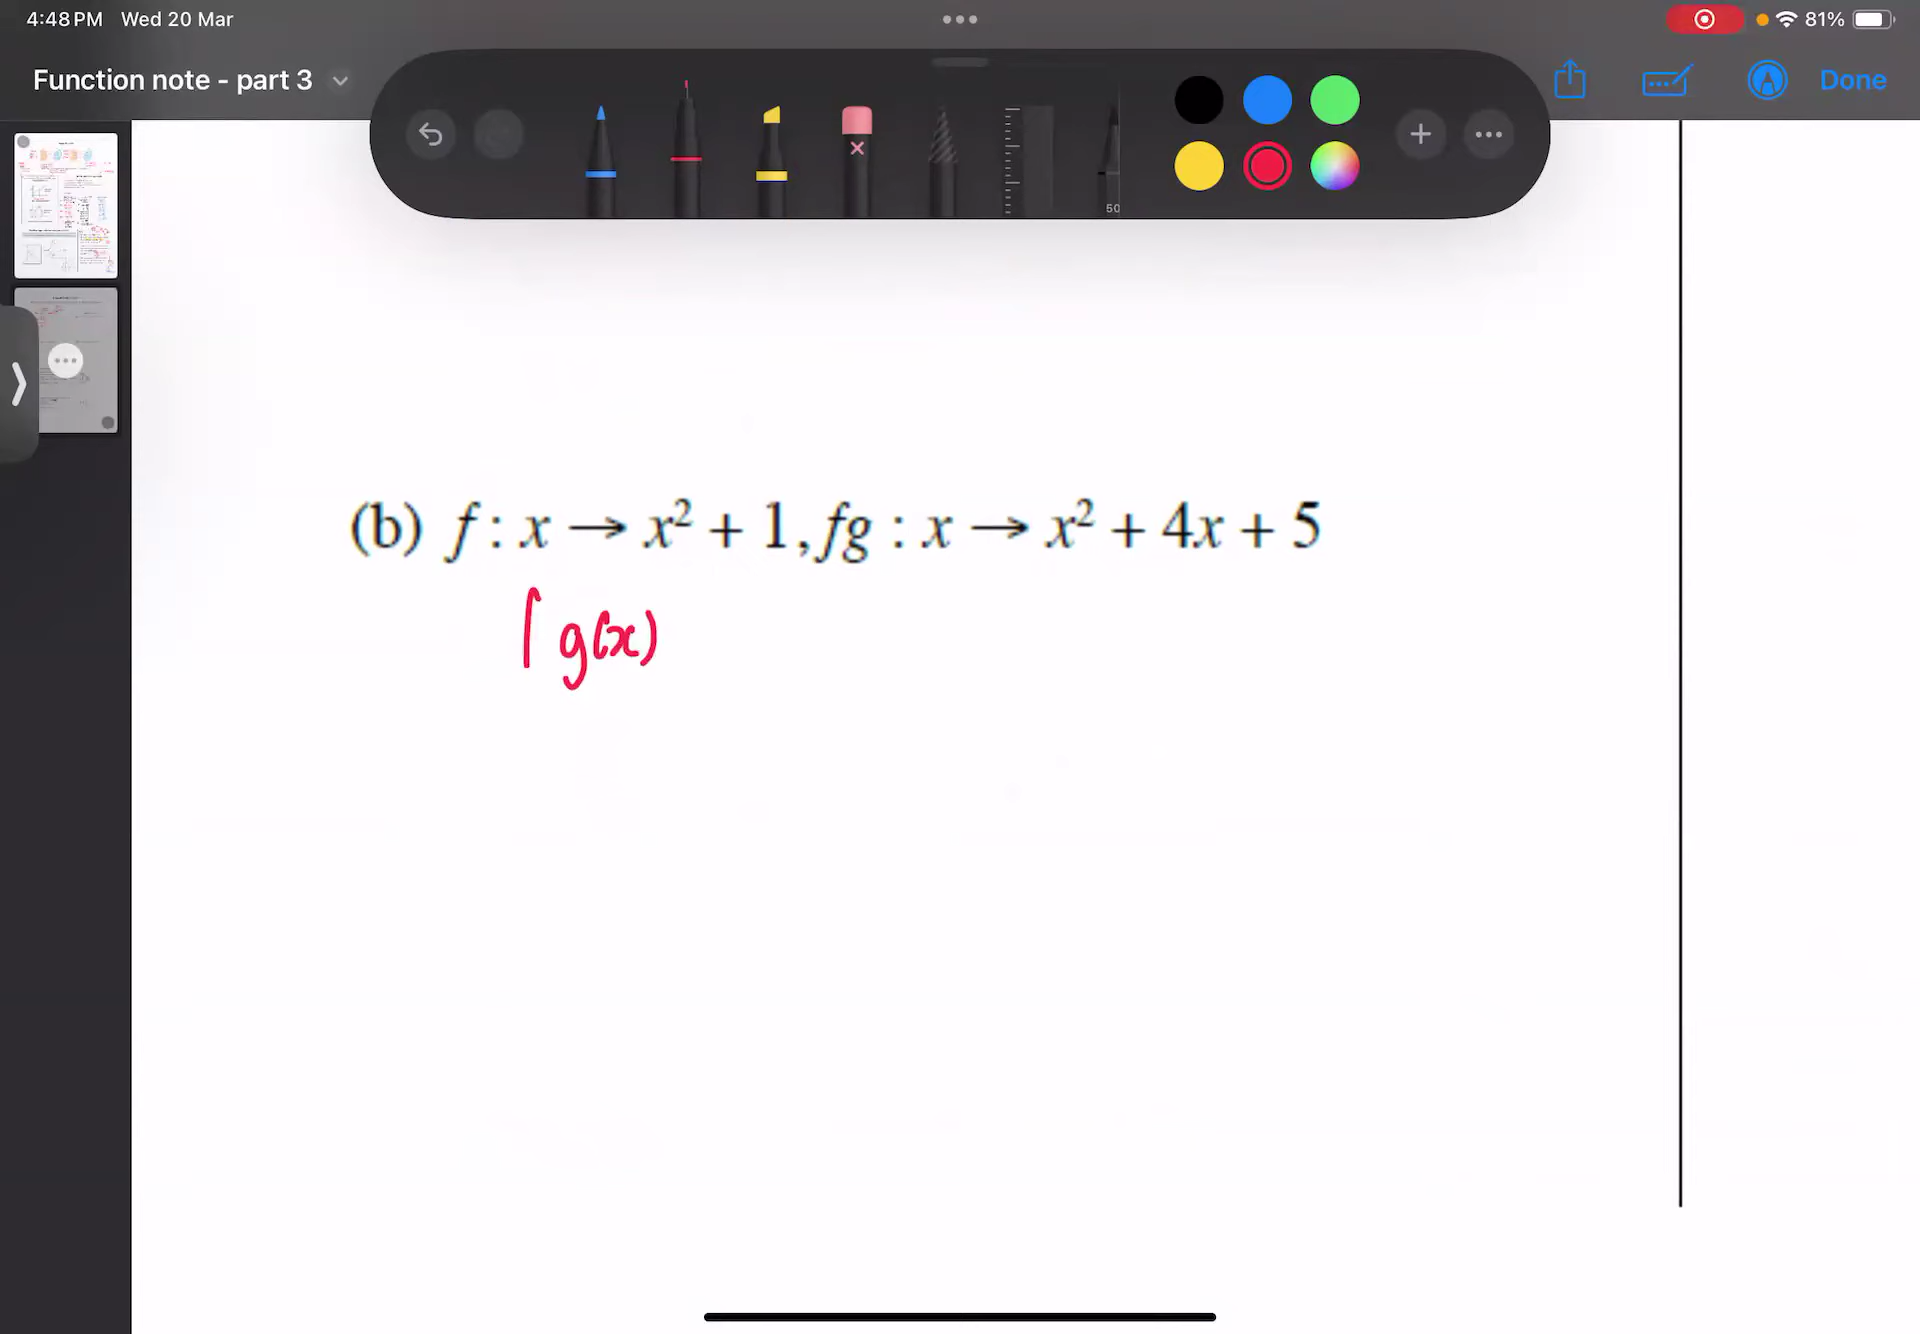 4:48 PM Wed 20 Mar
81%
Function note - part 3
Done
50
(b) f : x → x² + 1, fg : x → x² + 4x + 5
[ g(x)